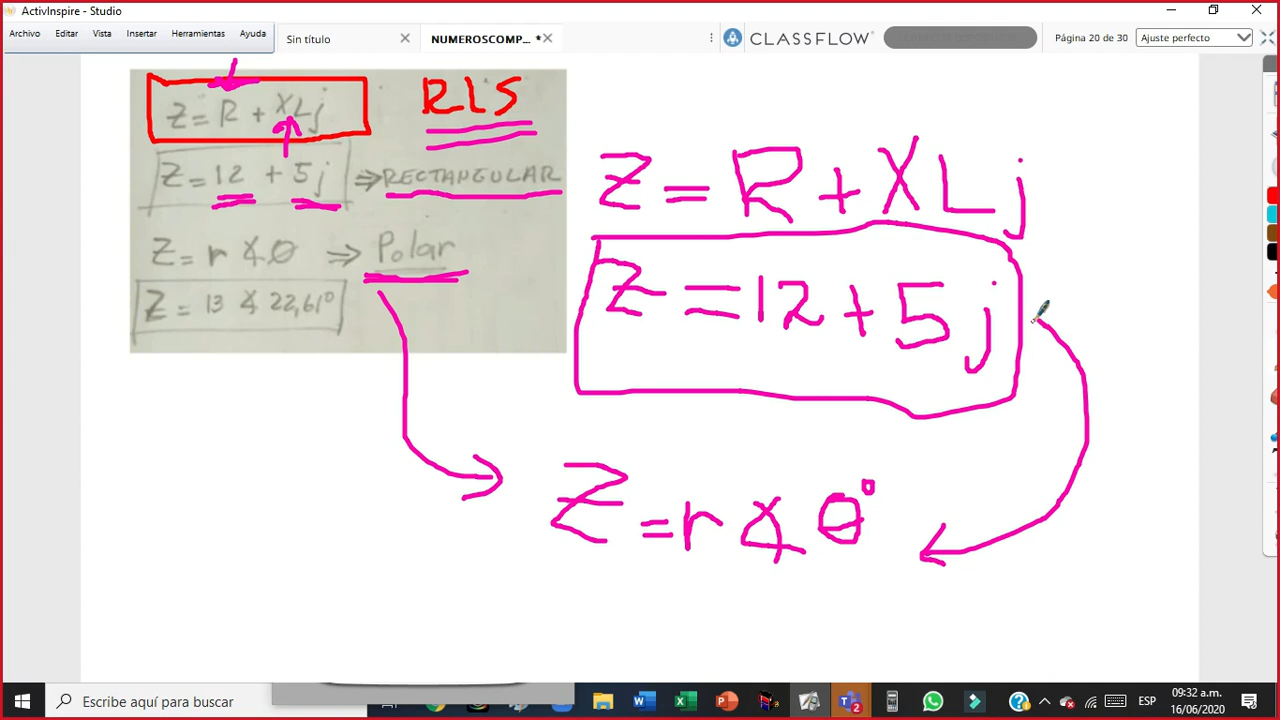 ActivInspire - Studio
Archivo Editar Vista Insertar Herramientas Ayuda
Sin título
NUMEROSCOMP... *
CLASSFLOW
Página 20 de 30
Ajuste perfecto
Z = R + XLj
RLS
Z = 12 + 5j ⇒ RECTANGULAR
Z = r ∡ θ ⇒ Polar
Z = 13 ∡ 22,61°
Z = R + XLj
Z = 12 + 5j
Z = r ∡ θ°
Escribe aquí para buscar
2
ESP
09:32 a.m.
16/06/2020